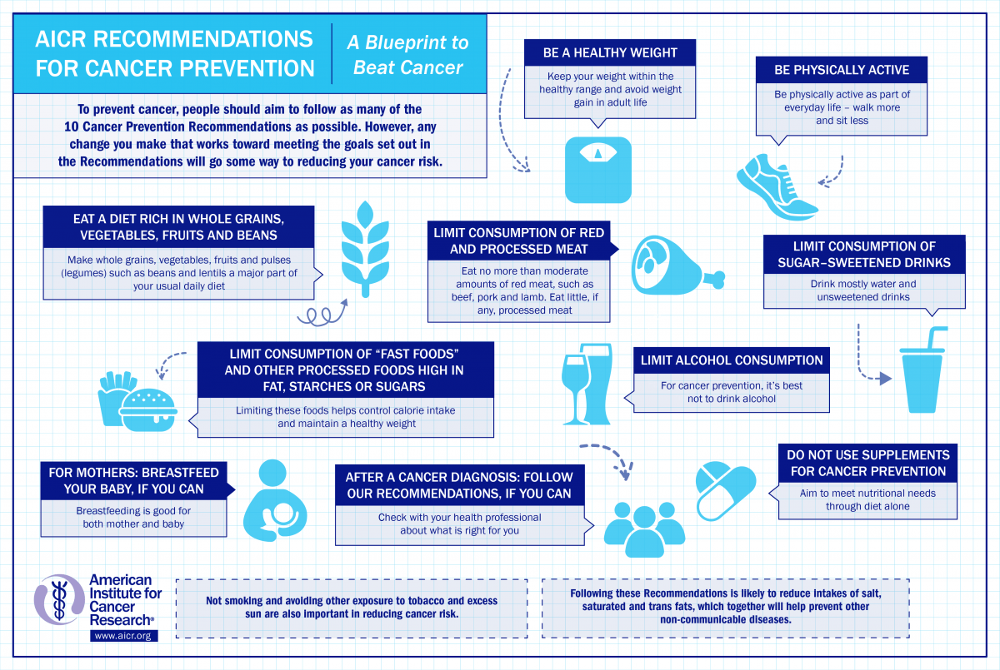 AICR RECOMMENDATIONS
FOR CANCER PREVENTION
A Blueprint to
Beat Cancer
To prevent cancer, people should aim to follow as many of the
10 Cancer Prevention Recommendations as possible. However, any
change you make that works toward meeting the goals set out in
the Recommendations will go some way to reducing your cancer risk.
BE A HEALTHY WEIGHT
Keep your weight within the
healthy range and avoid weight
gain in adult life
BE PHYSICALLY ACTIVE
Be physically active as part of
everyday life – walk more
and sit less
EAT A DIET RICH IN WHOLE GRAINS,
VEGETABLES, FRUITS AND BEANS
Make whole grains, vegetables, fruits and pulses
(legumes) such as beans and lentils a major part of
your usual daily diet
LIMIT CONSUMPTION OF RED
AND PROCESSED MEAT
Eat no more than moderate
amounts of red meat, such as
beef, pork and lamb. Eat little, if
any, processed meat
LIMIT CONSUMPTION OF
SUGAR–SWEETENED DRINKS
Drink mostly water and
unsweetened drinks
LIMIT CONSUMPTION OF “FAST FOODS”
AND OTHER PROCESSED FOODS HIGH IN
FAT, STARCHES OR SUGARS
Limiting these foods helps control calorie intake
and maintain a healthy weight
LIMIT ALCOHOL CONSUMPTION
For cancer prevention, it’s best
not to drink alcohol
FOR MOTHERS: BREASTFEED
YOUR BABY, IF YOU CAN
Breastfeeding is good for
both mother and baby
AFTER A CANCER DIAGNOSIS: FOLLOW
OUR RECOMMENDATIONS, IF YOU CAN
Check with your health professional
about what is right for you
DO NOT USE SUPPLEMENTS
FOR CANCER PREVENTION
Aim to meet nutritional needs
through diet alone
American
Institute for
Cancer
Research®
www.aicr.org
Not smoking and avoiding other exposure to tobacco and excess
sun are also important in reducing cancer risk.
Following these Recommendations is likely to reduce intakes of salt,
saturated and trans fats, which together will help prevent other
non-communicable diseases.